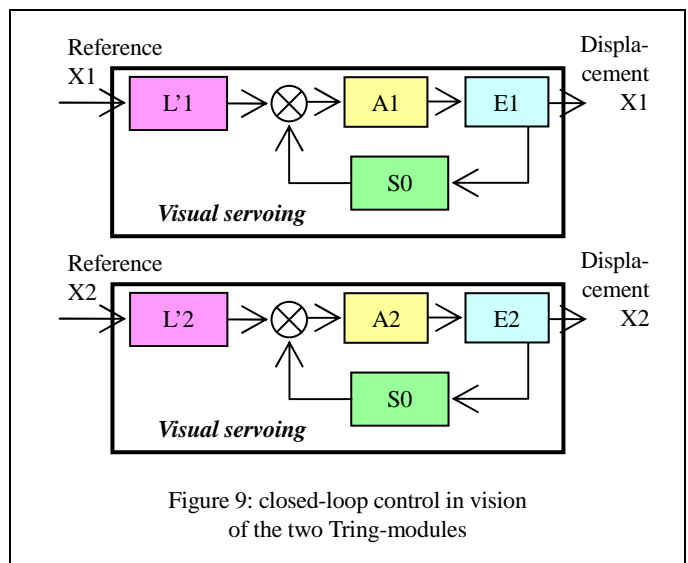 Reference
X1
Displa-
cement
X1
L'1
A1
E1
S0
Visual servoing
Reference
X2
Displa-
cement
X2
L'2
A2
E2
S0
Visual servoing
Figure 9: closed-loop control in vision
of the two Tring-modules